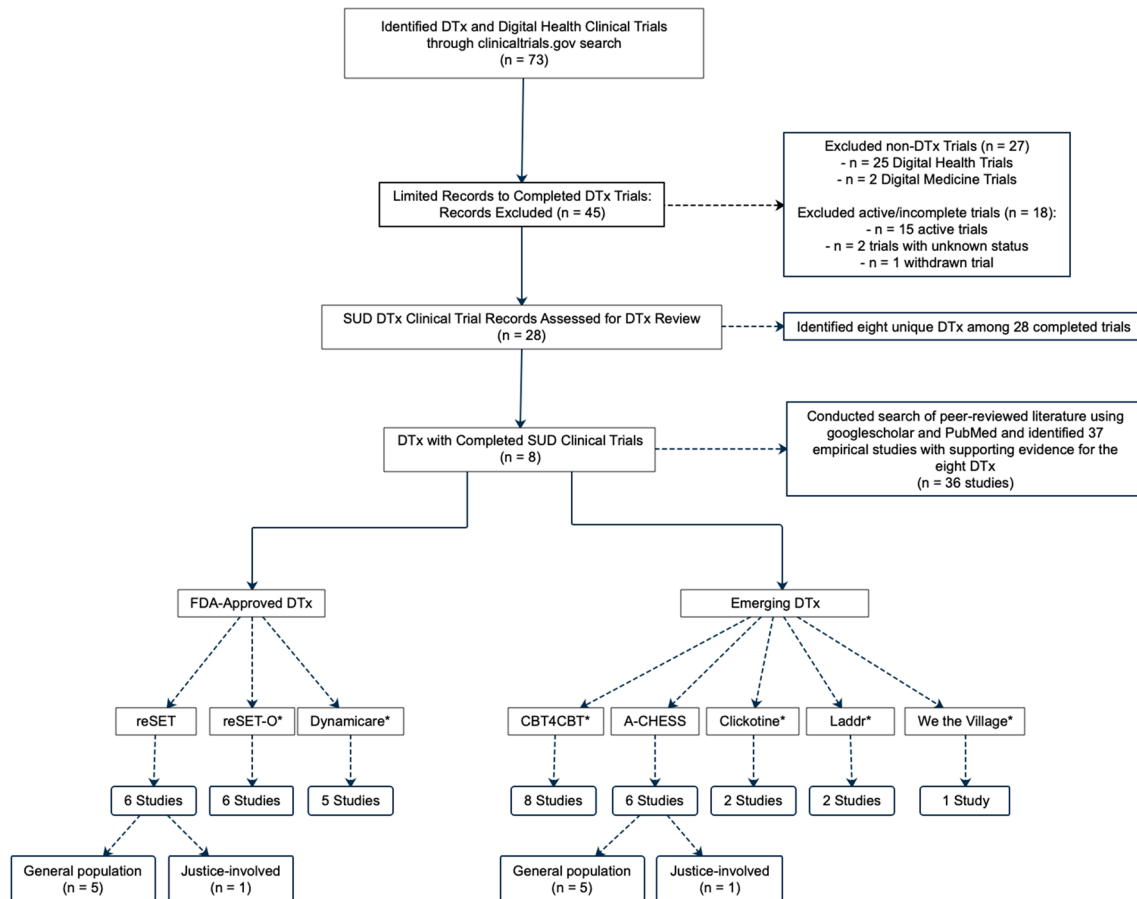 Identified DTx and Digital Health Clinical Trials
through clinicaltrials.gov search
(n = 73)
Excluded non-DTx Trials (n = 27)
- n = 25 Digital Health Trials
- n = 2 Digital Medicine Trials
Excluded active/incomplete trials (n = 18):
- n = 15 active trials
- n = 2 trials with unknown status
- n = 1 withdrawn trial
Limited Records to Completed DTx Trials:
Records Excluded (n = 45)
SUD DTx Clinical Trial Records Assessed for DTx Review
(n = 28)
Identified eight unique DTx among 28 completed trials
DTx with Completed SUD Clinical Trials
(n = 8)
Conducted search of peer-reviewed literature using
googlescholar and PubMed and identified 37
empirical studies with supporting evidence for the
eight DTx
(n = 36 studies)
FDA-Approved DTx
Emerging DTx
reSET
reSET-O*
Dynamicare*
CBT4CBT*
A-CHESS
Clickotine*
Laddr*
We the Village*
6 Studies
6 Studies
5 Studies
8 Studies
6 Studies
2 Studies
2 Studies
1 Study
General population
(n = 5)
Justice-involved
(n = 1)
General population
(n = 5)
Justice-involved
(n = 1)